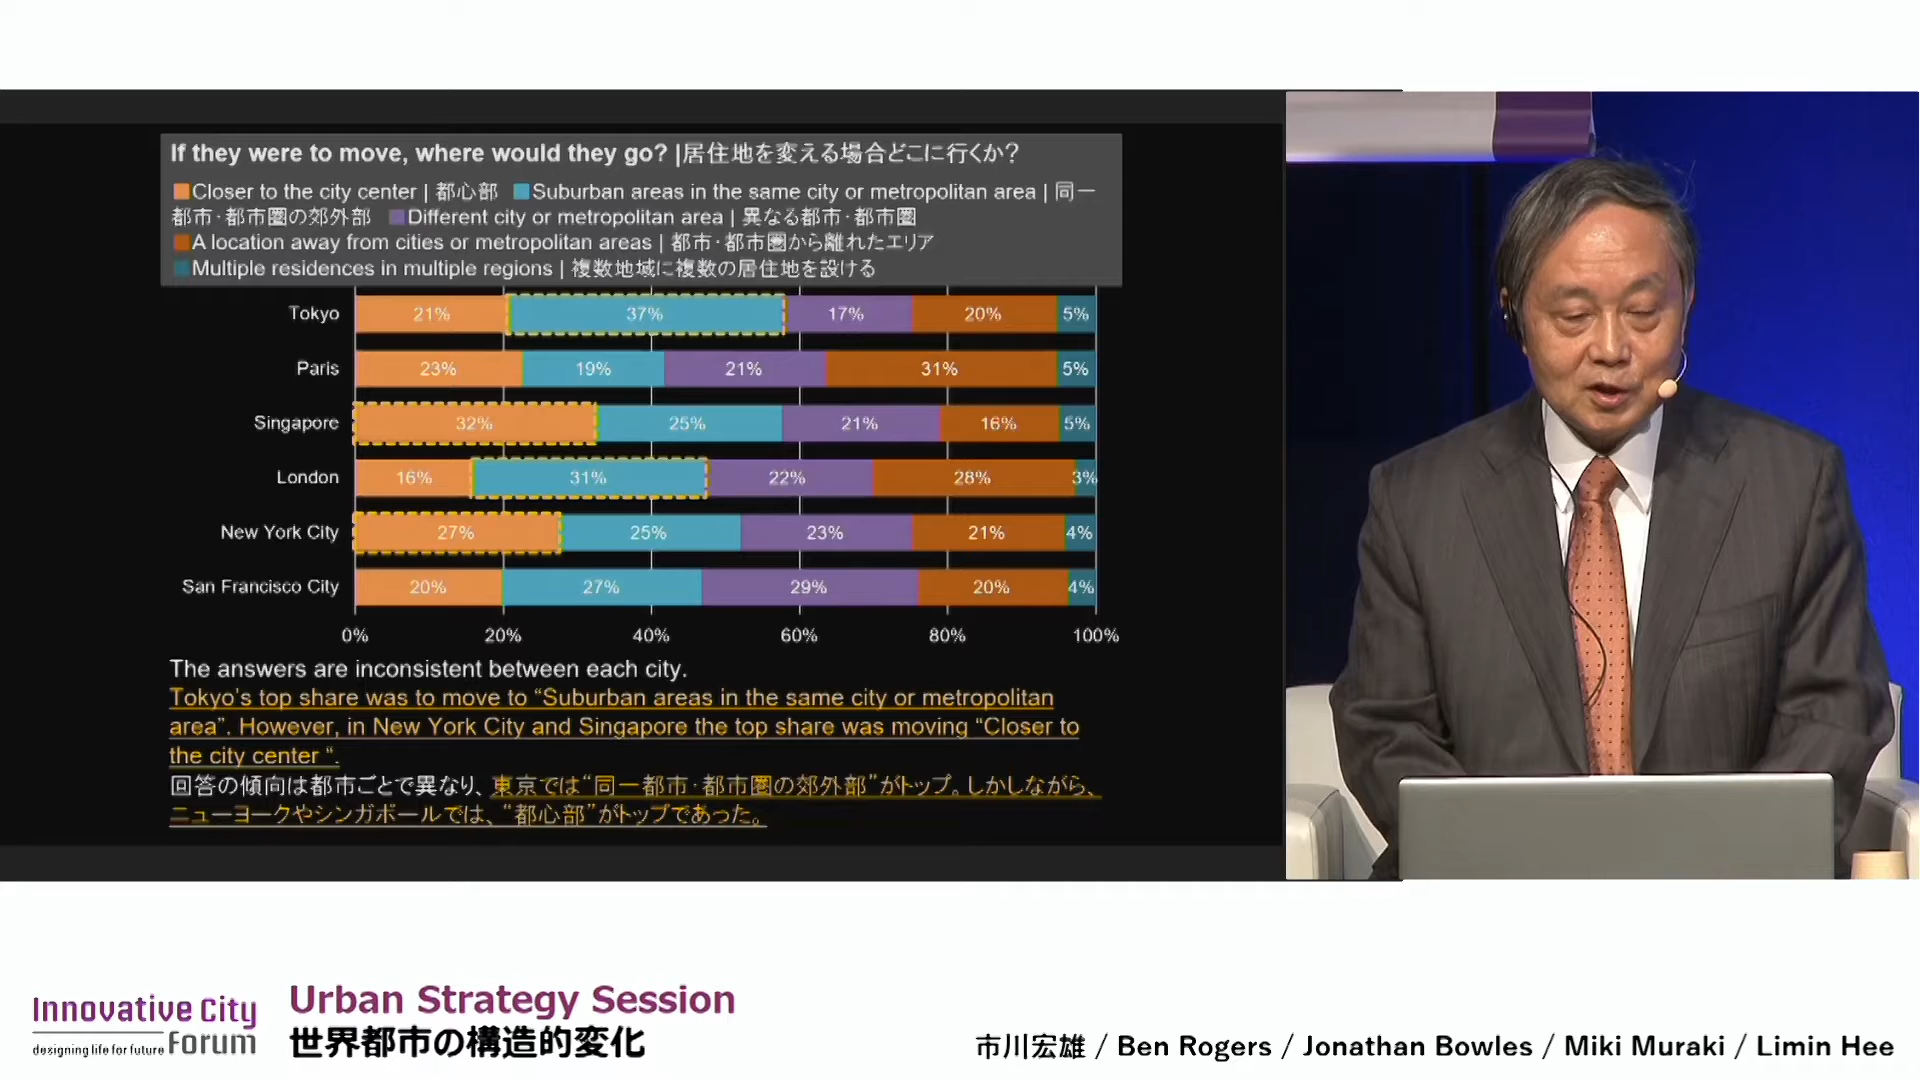 If they were to move, where would they go? |居住地を変える場合どこに行くか？
Closer to the city center | 都心部 Suburban areas in the same city or metropolitan area | 同一
都市・都市圏の郊外部 Different city or metropolitan area | 異なる都市・都市圏
A location away from cities or metropolitan areas | 都市・都市圏から離れたエリア
Multiple residences in multiple regions | 複数地域に複数の居住地を設ける
Tokyo 21% 37% 17% 20% 5%
Paris 23% 19% 21% 31% 5%
Singapore 32% 25% 21% 16% 5%
London 16% 31% 22% 28% 3%
New York City 27% 25% 23% 21% 4%
San Francisco City 20% 27% 29% 20% 4%
0% 20% 40% 60% 80% 100%
The answers are inconsistent between each city.
Tokyo's top share was to move to “Suburban areas in the same city or metropolitan
area”. However, in New York City and Singapore the top share was moving “Closer to
the city center “.
回答の傾向は都市ごとで異なり、東京では“同一都市・都市圏の郊外部”がトップ。しかしながら、
ニューヨークやシンガポールでは、“都心部”がトップであった。
Innovative City
Forum
designing life for future
Urban Strategy Session
世界都市の構造的変化
市川宏雄 / Ben Rogers / Jonathan Bowles / Miki Muraki / Limin Hee